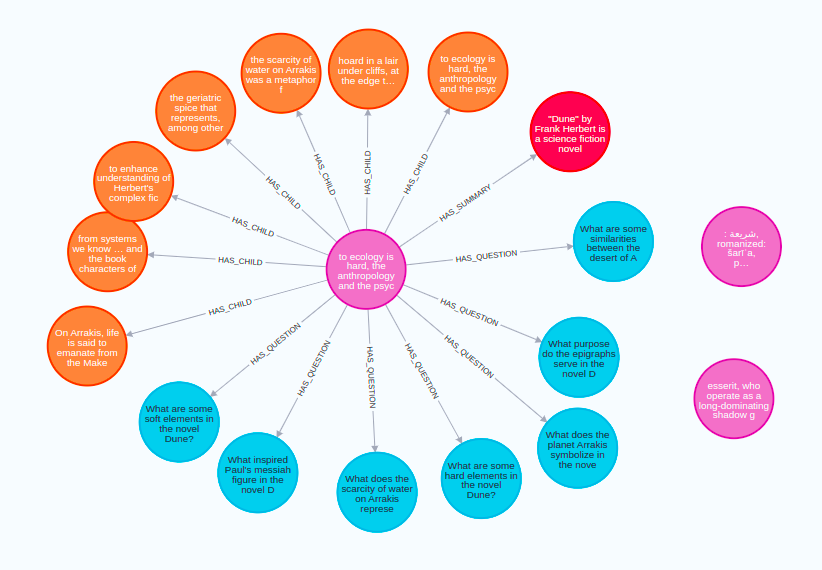 the scarcity of
water on Arrakis
was a metaphor
f
hoard in a lair
under cliffs, at
the edge t…
to ecology is
hard, the
anthropology
and the psyc
the geriatric
spice that
represents,
among other
"Dune" by
Frank Herbert is
a science fiction
novel
to enhance
understanding of
Herbert's
complex fic
from systems
we know … and
the book
characters of
On Arrakis, life
is said to
emanate from
the Make
HAS_CHILD
HAS_CHILD
HAS_CHILD
HAS_CHILD
HAS_CHILD
HAS_CHILD
HAS_CHILD
HAS_SUMMARY
to ecology is
hard, the
anthropology
and the psyc
HAS_QUESTION
HAS_QUESTION
HAS_QUESTION
HAS_QUESTION
HAS_QUESTION
HAS_QUESTION
HAS_QUESTION
What are some
similarities
between the
desert of A
What purpose
do the epigraphs
serve in the
novel D
What does the
planet Arrakis
symbolize in
the nove
What are some
hard elements in
the novel
Dune?
What does the
scarcity of water
on Arrakis
represe
What inspired
Paul's messiah
figure in the
novel D
What are some
soft elements in
the novel
Dune?
: شريعة,
romanized:
šarīʿa,
p…
esserit, who
operate as a
long-dominating
shadow g